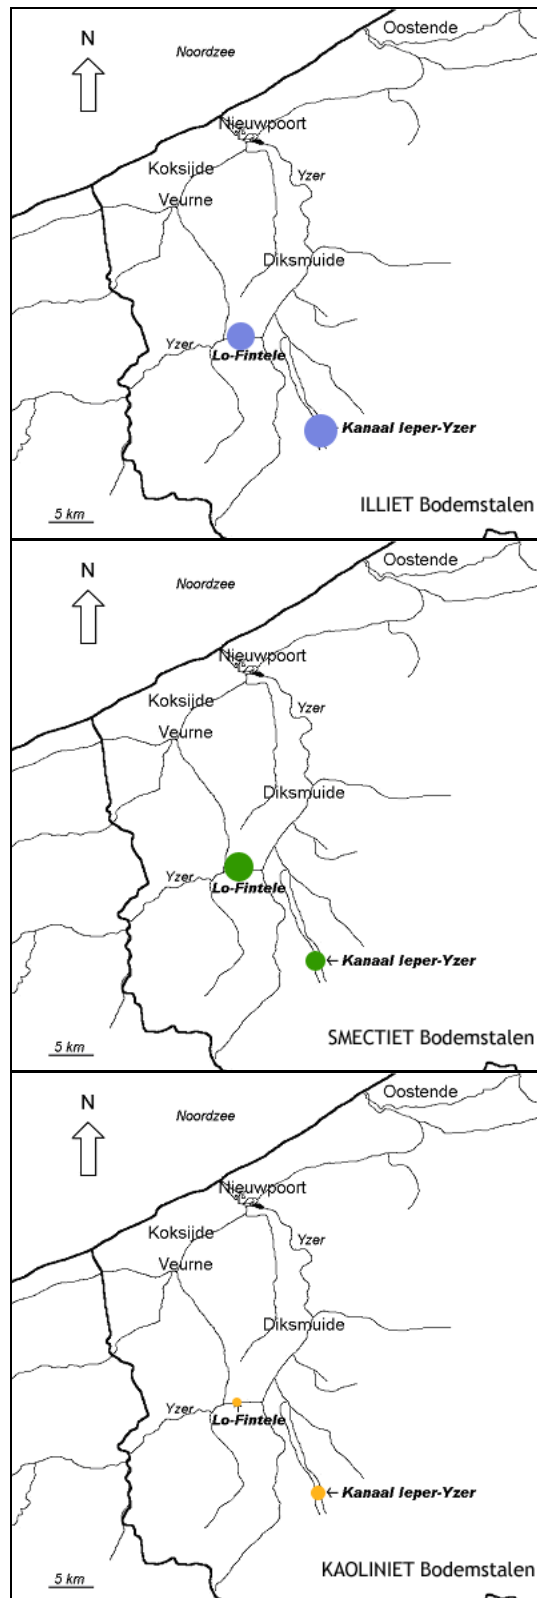 Oostende
N
Noordzee
Nieuwpoort
Koksijde
Yzer
Veurne
Diksmuide
Yzer
Lo-Fintele
Kanaal Ieper-Yzer
5 km
ILLIET Bodemstalen
Oostende
N
Noordzee
Nieuwpoort
Koksijde
Yzer
Veurne
Diksmuide
Yzer
Lo-Fintele
Kanaal Ieper-Yzer
5 km
SMECTIET Bodemstalen
Oostende
N
Noordzee
Nieuwpoort
Koksijde
Yzer
Veurne
Diksmuide
Yzer
Lo-Fintele
Kanaal Ieper-Yzer
5 km
KAOLINIET Bodemstalen